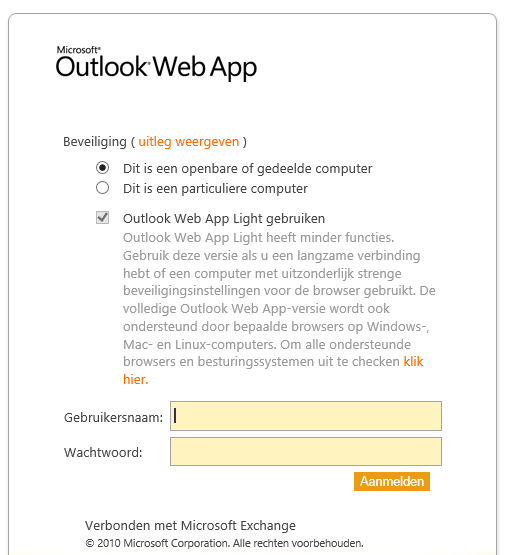 Microsoft®
Outlook® Web App
Beveiliging ( uitleg weergeven )
Dit is een openbare of gedeelde computer
Dit is een particuliere computer
Outlook Web App Light gebruiken
Outlook Web App Light heeft minder functies.
Gebruik deze versie als u een langzame verbinding
hebt of een computer met uitzonderlijk strenge
beveiligingsinstellingen voor de browser gebruikt. De
volledige Outlook Web App-versie wordt ook
ondersteund door bepaalde browsers op Windows-,
Mac- en Linux-computers. Om alle ondersteunde
browsers en besturingssystemen uit te checken klik
hier.
Gebruikersnaam:
Wachtwoord:
Aanmelden
Verbonden met Microsoft Exchange
© 2010 Microsoft Corporation. Alle rechten voorbehouden.